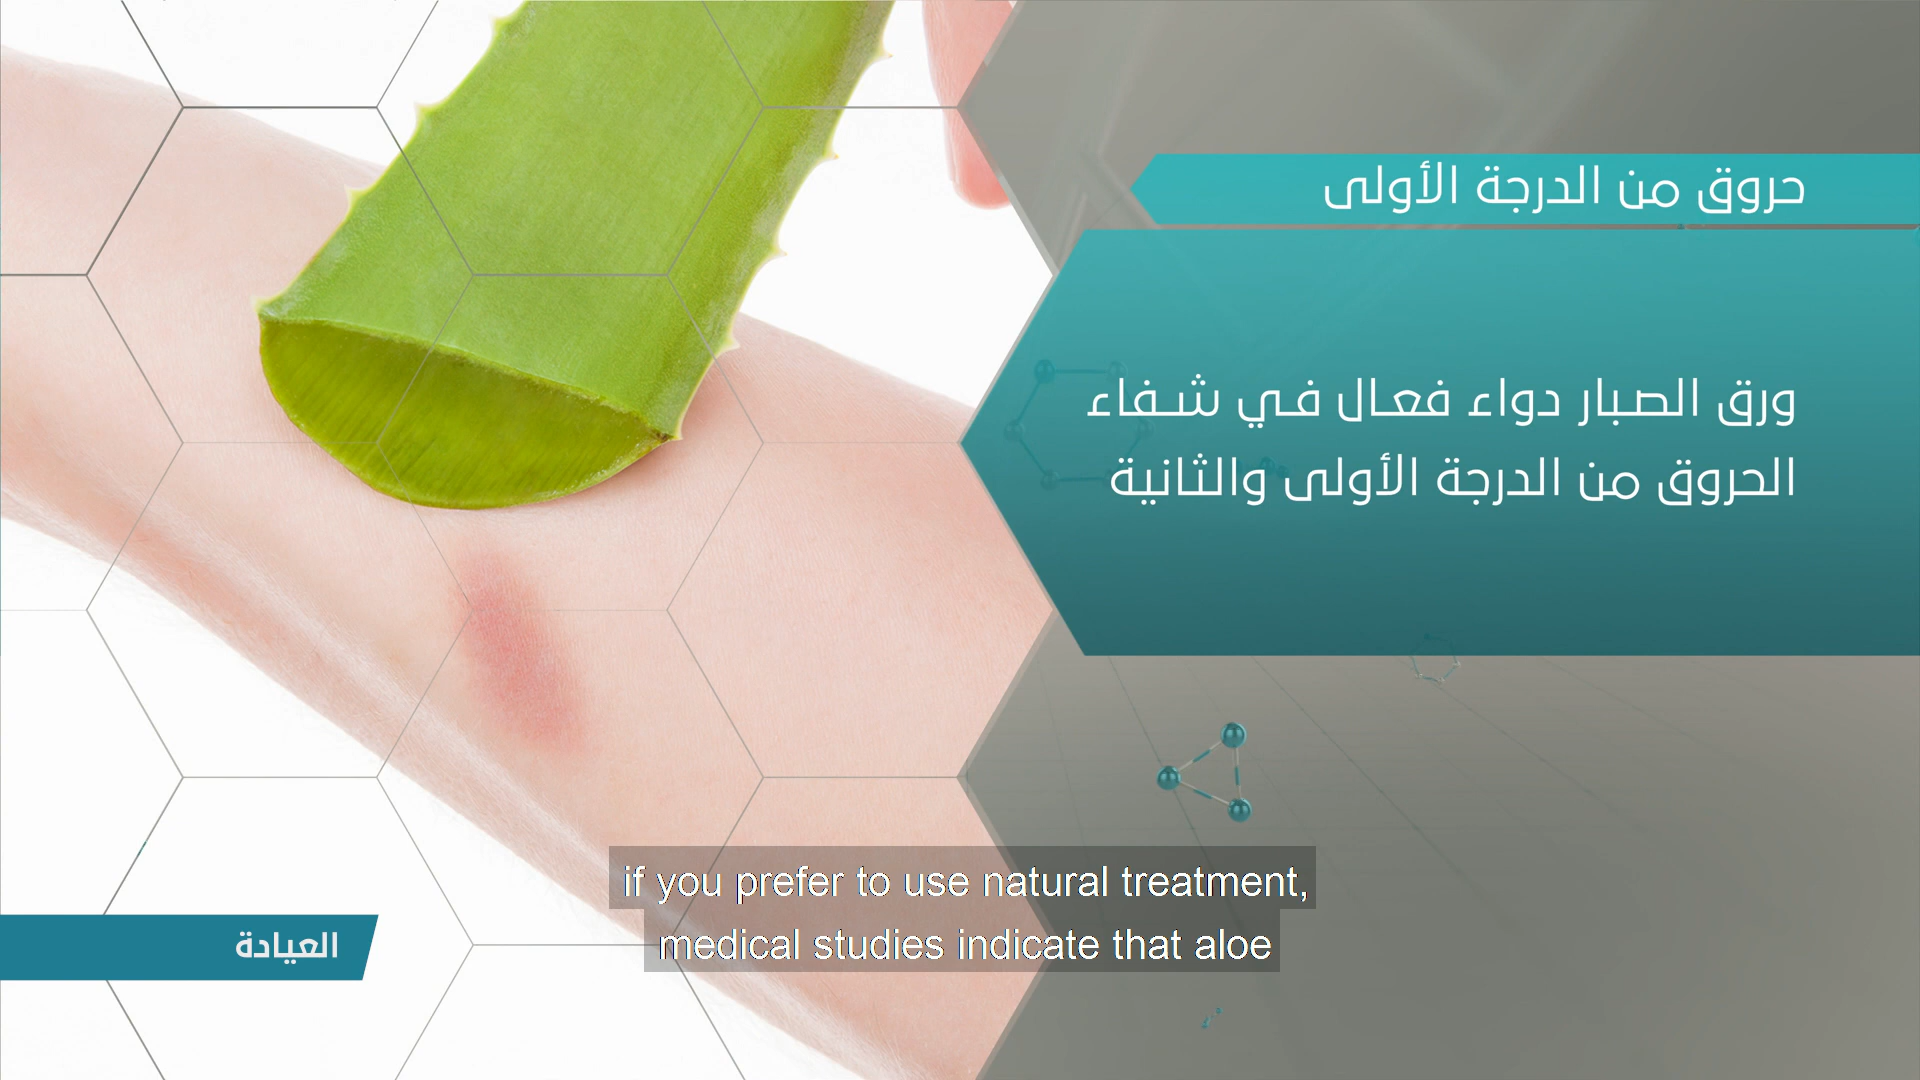 حروق من الدرجة الأولى
ورق الصبار دواء فعال في شفاء
الحروق من الدرجة الأولى والثانية
if you prefer to use natural treatment,
medical studies indicate that aloe
العيادة